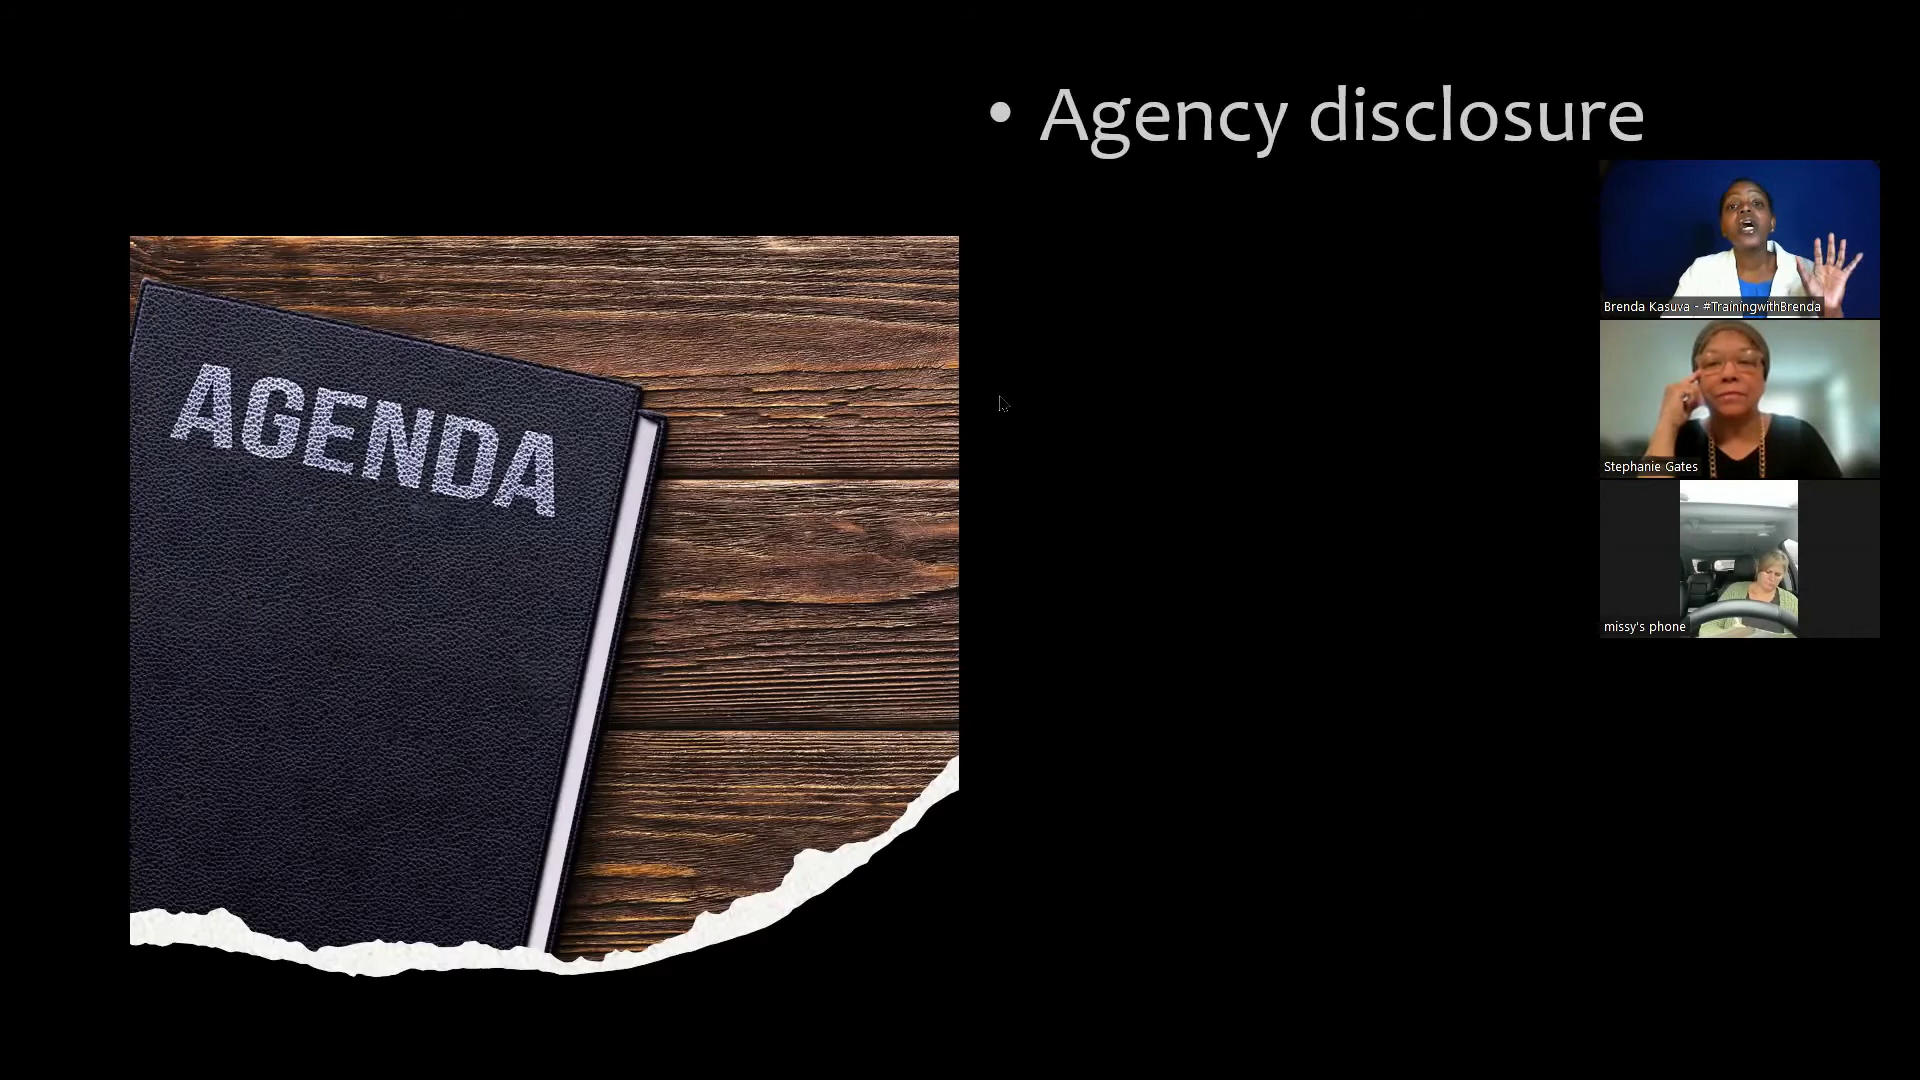 • Agency disclosure
AGENDA
Brenda Kasuva - #TrainingwithBrenda
Stephanie Gates
missy's phone